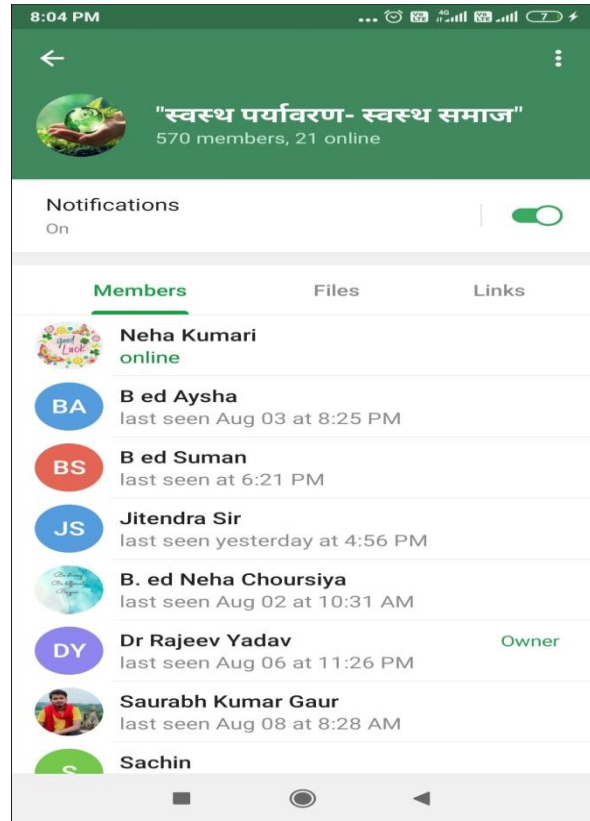 8:04 PM
7
"स्वस्थ पर्यावरण- स्वस्थ समाज"
570 members, 21 online
Notifications
On
Members Files Links
good Luck
Neha Kumari
online
BA
B ed Aysha
last seen Aug 03 at 8:25 PM
BS
B ed Suman
last seen at 6:21 PM
JS
Jitendra Sir
last seen yesterday at 4:56 PM
B. ed Neha Choursiya
last seen Aug 02 at 10:31 AM
DY
Dr Rajeev Yadav Owner
last seen Aug 06 at 11:26 PM
Saurabh Kumar Gaur
last seen Aug 08 at 8:28 AM
S
Sachin